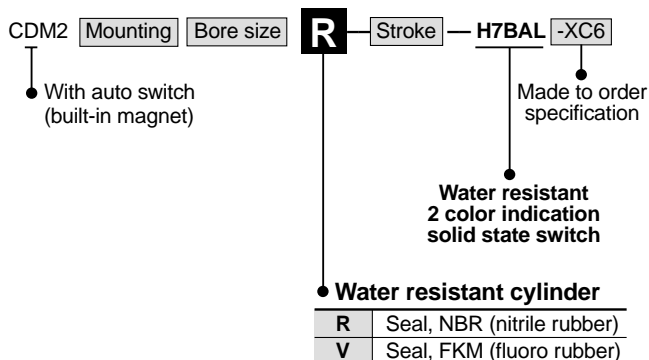 CDM2 Mounting Bore size R Stroke H7BAL -XC6
With auto switch
(built-in magnet)
Made to order
specification
Water resistant
2 color indication
solid state switch
Water resistant cylinder
R Seal, NBR (nitrile rubber)
V Seal, FKM (fluoro rubber)